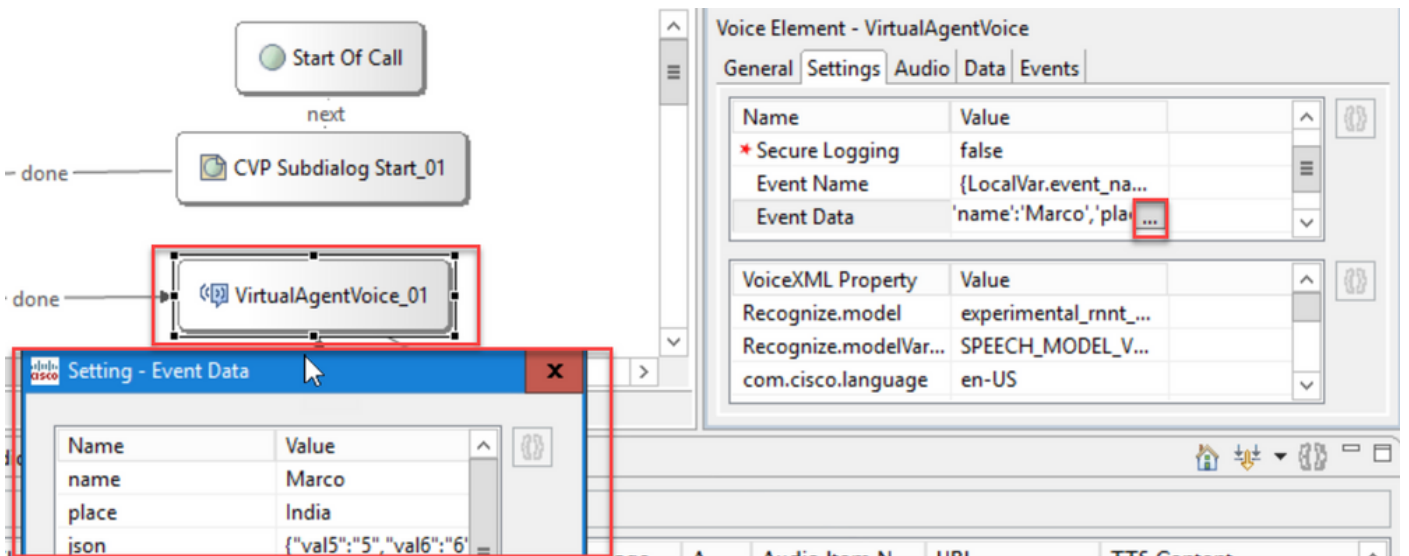 Start Of Call
next
done
CVP Subdialog Start_01
done
VirtualAgentVoice_01
Voice Element - VirtualAgentVoice
General Settings Audio Data Events
Name Value
* Secure Logging false
Event Name {LocalVar.event_na...
Event Data 'name':'Marco','plac ...
VoiceXML Property Value
Recognize.model experimental_rnnt_...
Recognize.modelVar... SPEECH_MODEL_V...
com.cisco.language en-US
cisco Setting - Event Data x
Name Value
name Marco
place India
json {"val5":"5","val6":"6"
Audio Item N... URI TTS Content